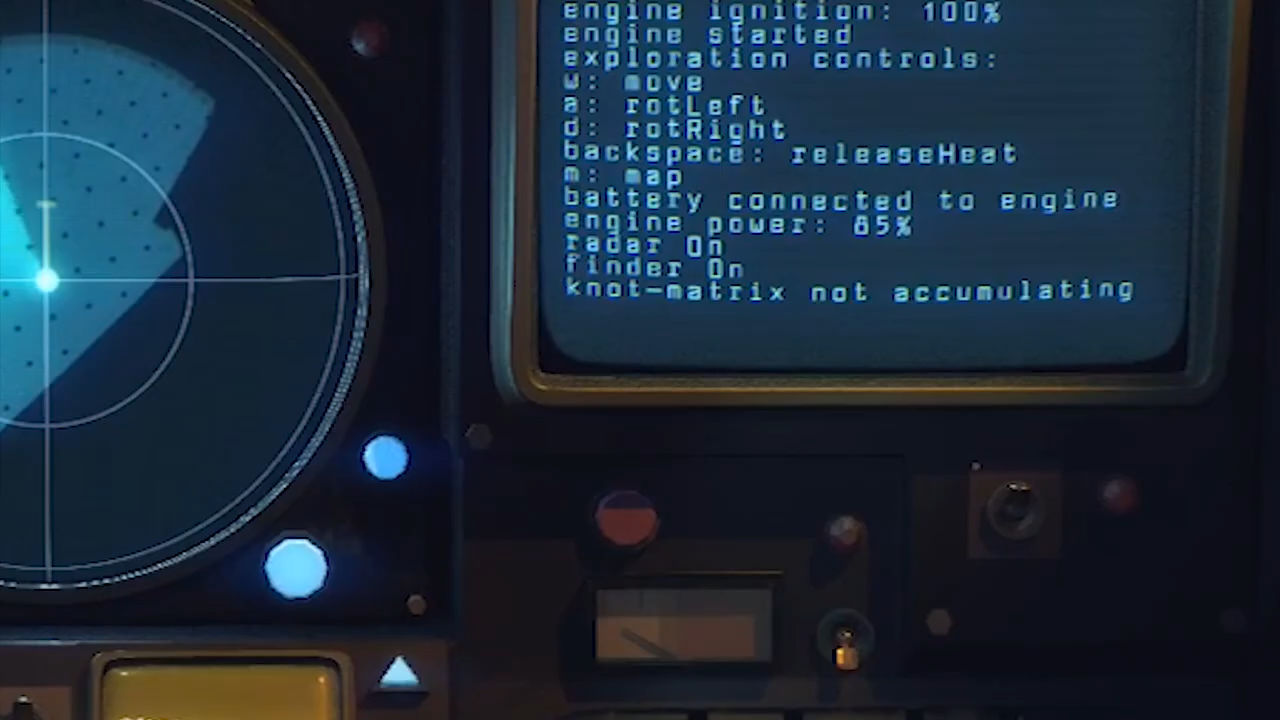 engine ignition: 100%
engine started
exploration controls:
w: move
a: rotLeft
d: rotRight
backspace: releaseHeat
m: map
battery connected to engine
engine power: 85%
radar On
finder On
knot-matrix not accumulating